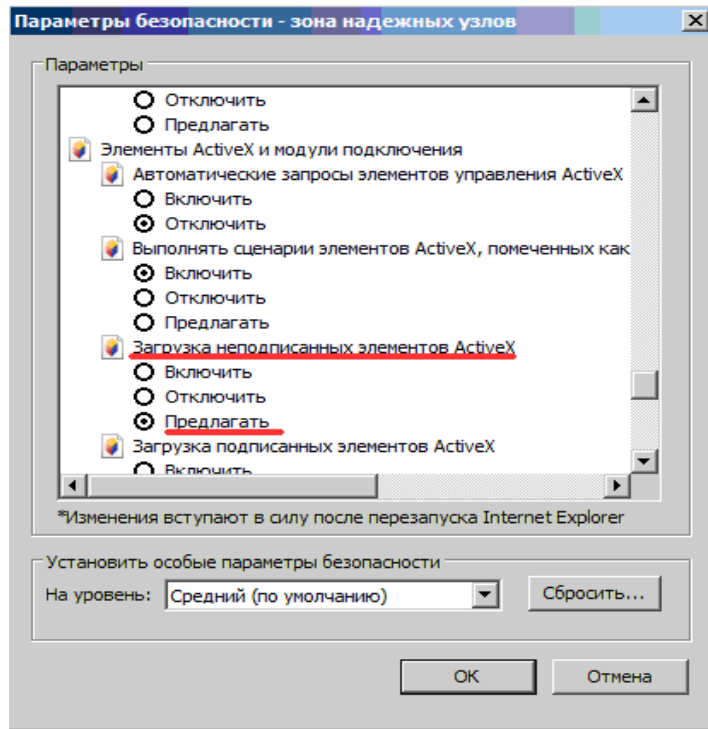 Параметры безопасности - зона надежных узлов
Параметры
Отключить
Предлагать
Элементы ActiveX и модули подключения
Автоматические запросы элементов управления ActiveX
Включить
Отключить
Выполнять сценарии элементов ActiveX, помеченных как
Включить
Отключить
Предлагать
Загрузка неподписанных элементов ActiveX
Включить
Отключить
Предлагать
Загрузка подписанных элементов ActiveX
Включить
*Изменения вступают в силу после перезапуска Internet Explorer
Установить особые параметры безопасности
На уровень: Средний (по умолчанию) Сбросить...
OK Отмена